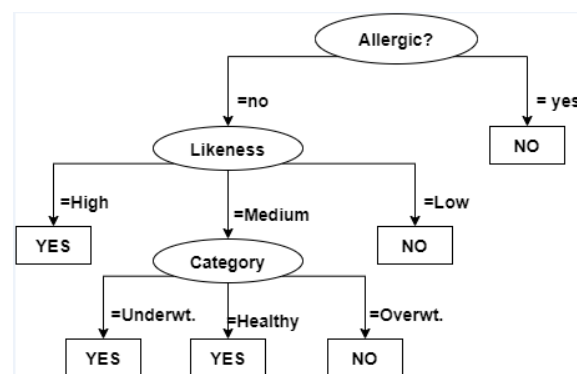 Allergic?
=no
= yes
Likeness
NO
=High
=Medium
=Low
YES
NO
Category
=Underwt.
=Healthy
=Overwt.
YES
YES
NO